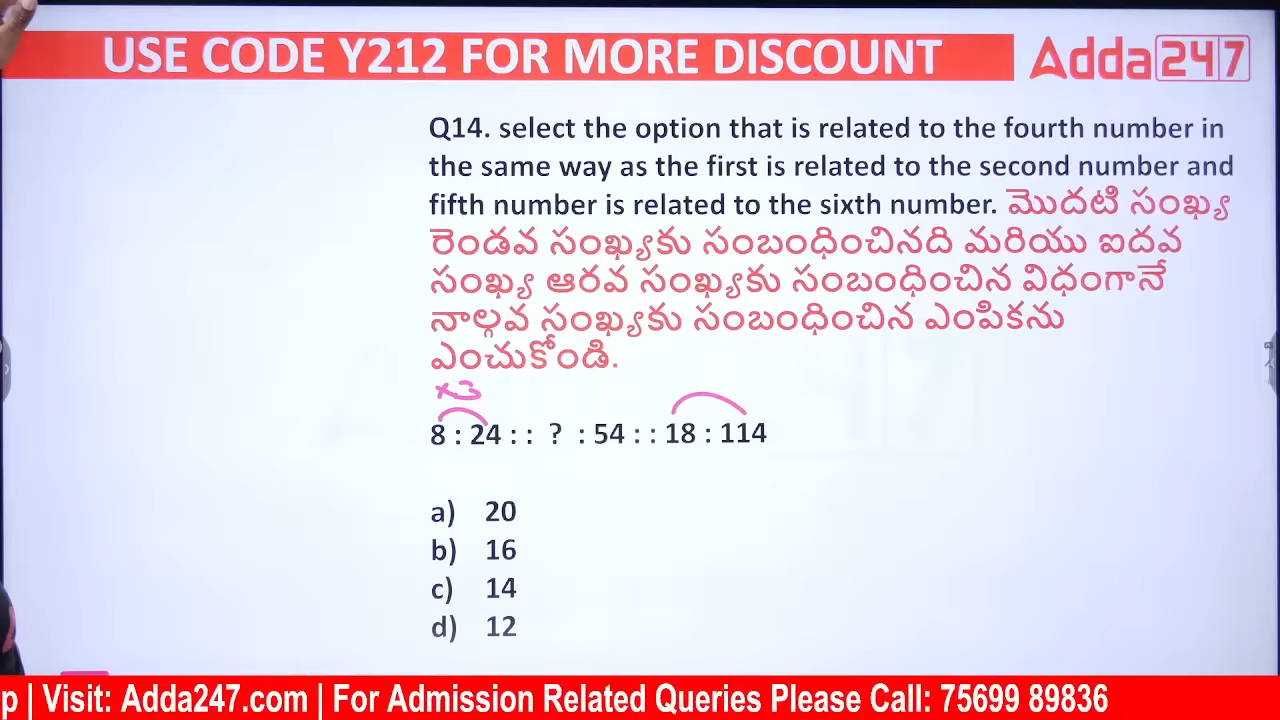 USE CODE Y212 FOR MORE DISCOUNT
Adda247
Q14. select the option that is related to the fourth number in
the same way as the first is related to the second number and
fifth number is related to the sixth number. మొదటి సంఖ్య
రెండవ సంఖ్యకు సంబంధించినది మరియు ఐదవ
సంఖ్య ఆరవ సంఖ్యకు సంబంధించిన విధంగానే
నాల్గవ సంఖ్యకు సంబంధించిన ఎంపికను
ఎంచుకోండి.
×3
8 : 24 : : ? : 54 : : 18 : 114
a) 20
b) 16
c) 14
d) 12
p | Visit: Adda247.com | For Admission Related Queries Please Call: 75699 89836